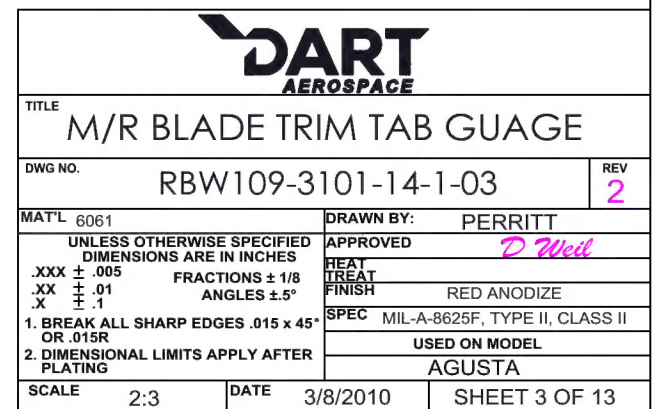 DART
AEROSPACE
TITLE
M/R BLADE TRIM TAB GUAGE
DWG NO.
RBW109-3101-14-1-03
REV
2
MAT'L 6061
DRAWN BY: PERRITT
UNLESS OTHERWISE SPECIFIED
DIMENSIONS ARE IN INCHES
.XXX ± .005
.XX ± .01
.X ± .1
FRACTIONS ± 1/8
ANGLES ±.5°
1. BREAK ALL SHARP EDGES .015 x 45°
OR .015R
2. DIMENSIONAL LIMITS APPLY AFTER
PLATING
APPROVED D Weil
HEAT
TREAT
FINISH RED ANODIZE
SPEC MIL-A-8625F, TYPE II, CLASS II
USED ON MODEL
AGUSTA
SCALE 2:3
DATE 3/8/2010
SHEET 3 OF 13